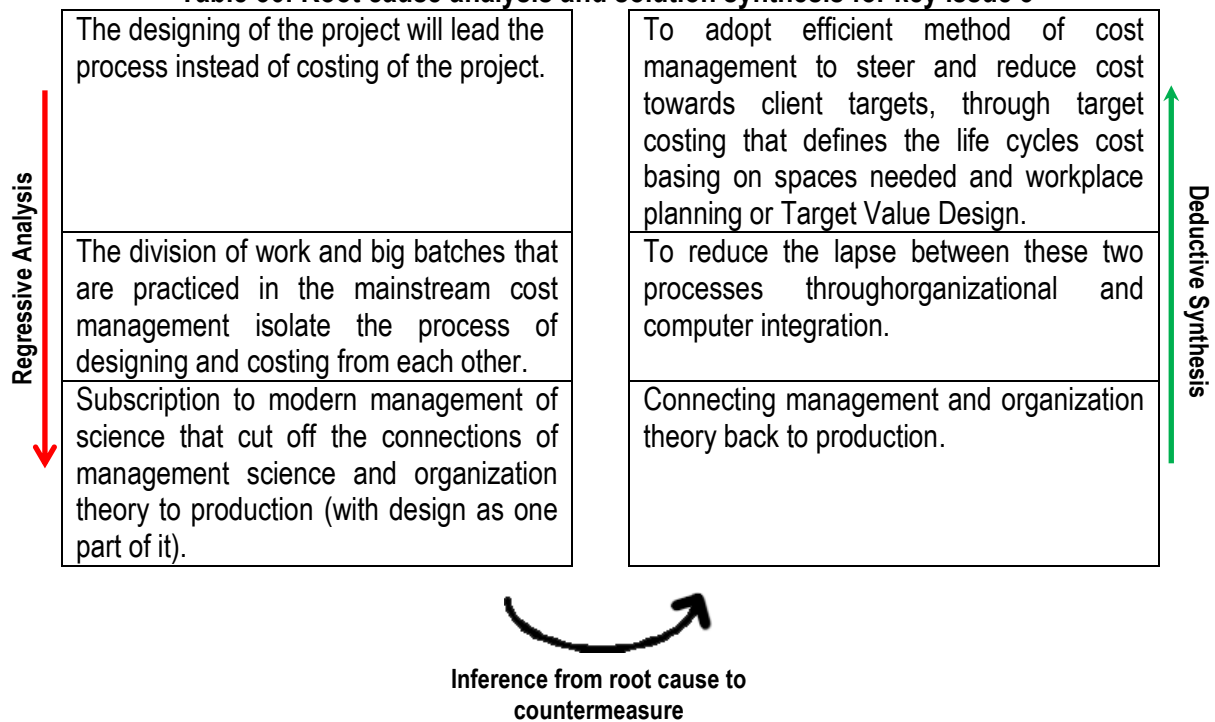 The designing of the project will lead the
process instead of costing of the project.
To adopt efficient method of cost
management to steer and reduce cost
towards client targets, through target
costing that defines the life cycles cost
basing on spaces needed and workplace
planning or Target Value Design.
The division of work and big batches that
are practiced in the mainstream cost
management isolate the process of
designing and costing from each other.
To reduce the lapse between these two
processes throughorganizational and
computer integration.
Subscription to modern management of
science that cut off the connections of
management science and organization
theory to production (with design as one
part of it).
Connecting management and organization
theory back to production.
Regressive Analysis
Deductive Synthesis
Inference from root cause to
countermeasure